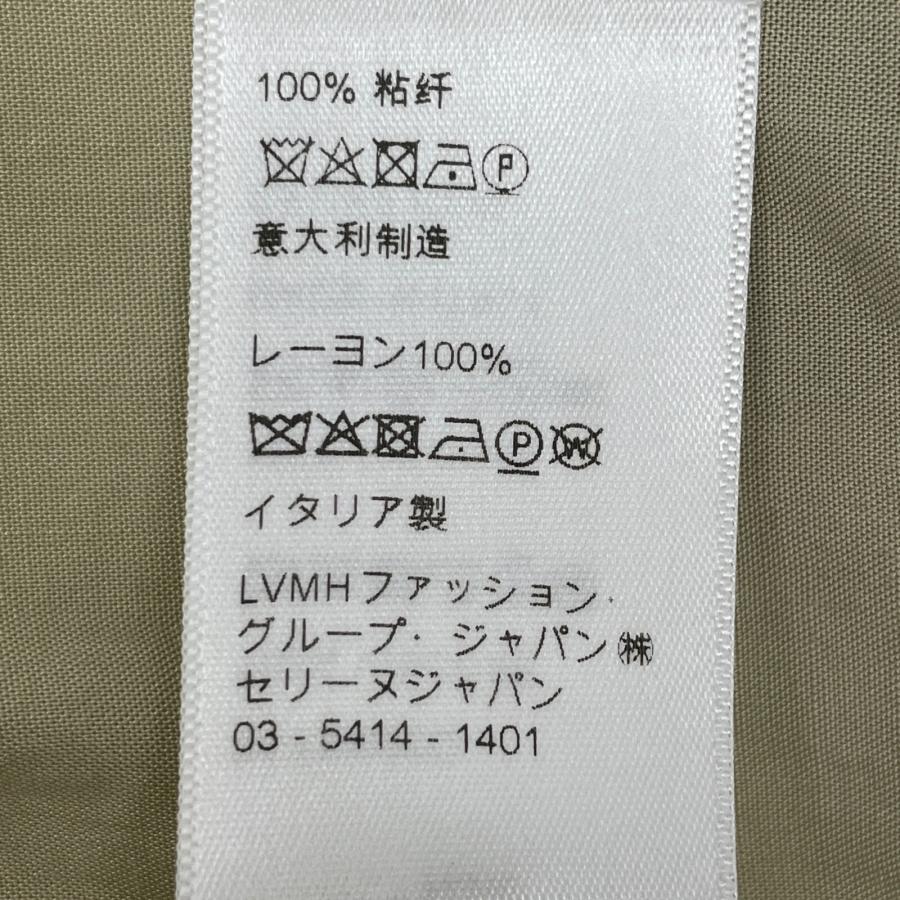 100% 粘纤
P
意大利制造
レーヨン100%
P W
イタリア製
LVMHファッション·
グループ· ジャパン㈱
セリーヌジャパン
03 - 5414 - 1401